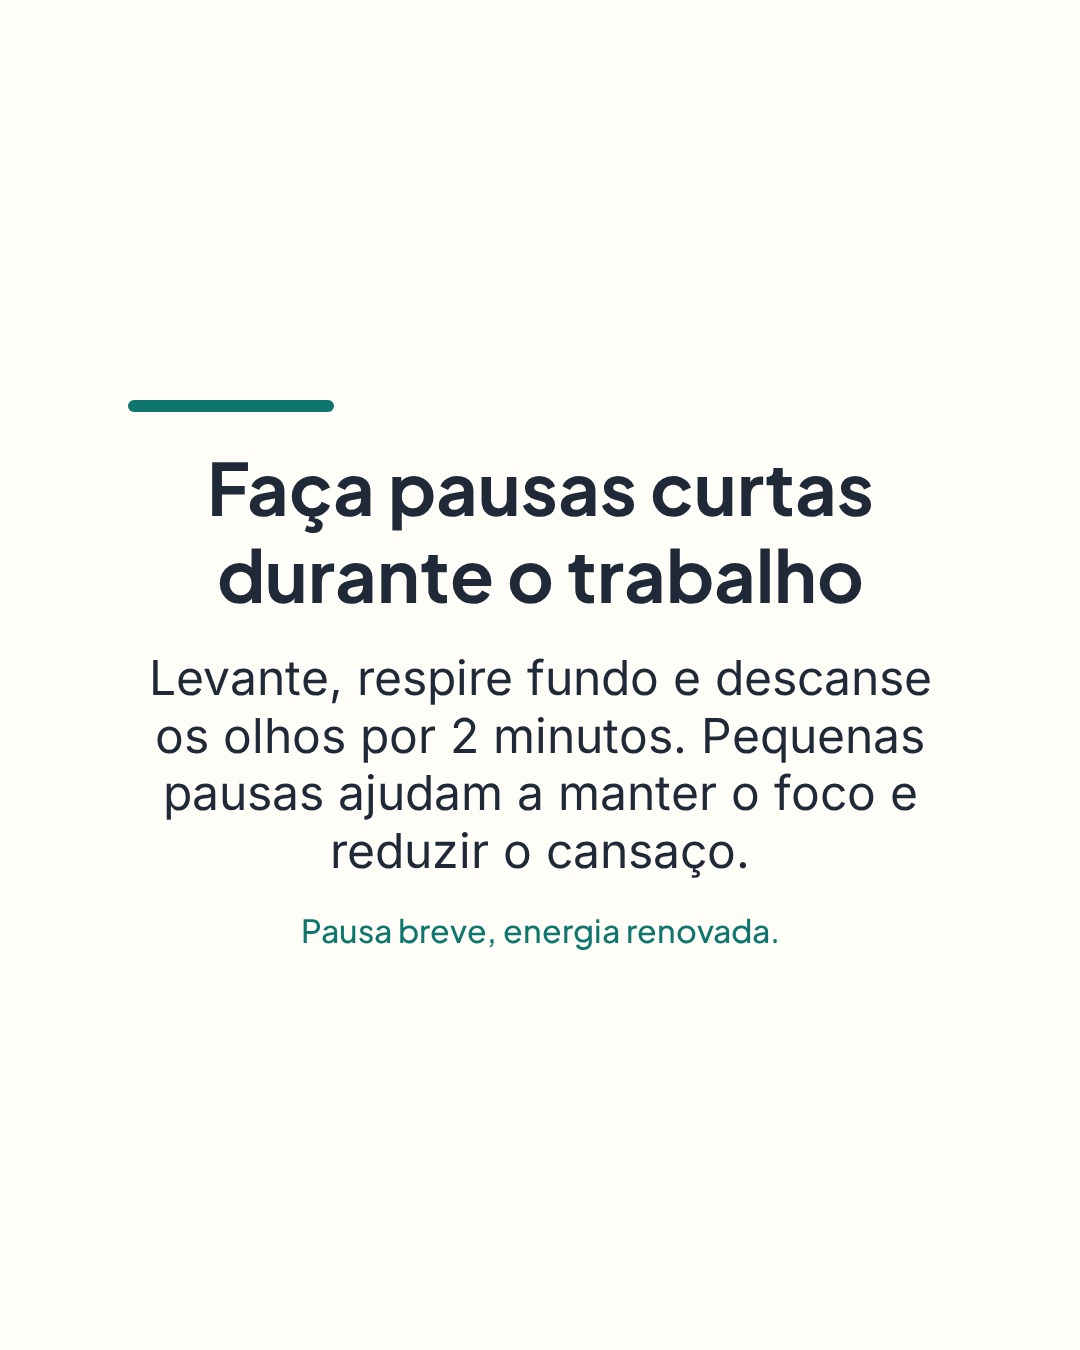 Faça pausas curtas
durante o trabalho
Levante, respire fundo e descanse
os olhos por 2 minutos. Pequenas
pausas ajudam a manter o foco e
reduzir o cansaço.
Pausa breve, energia renovada.